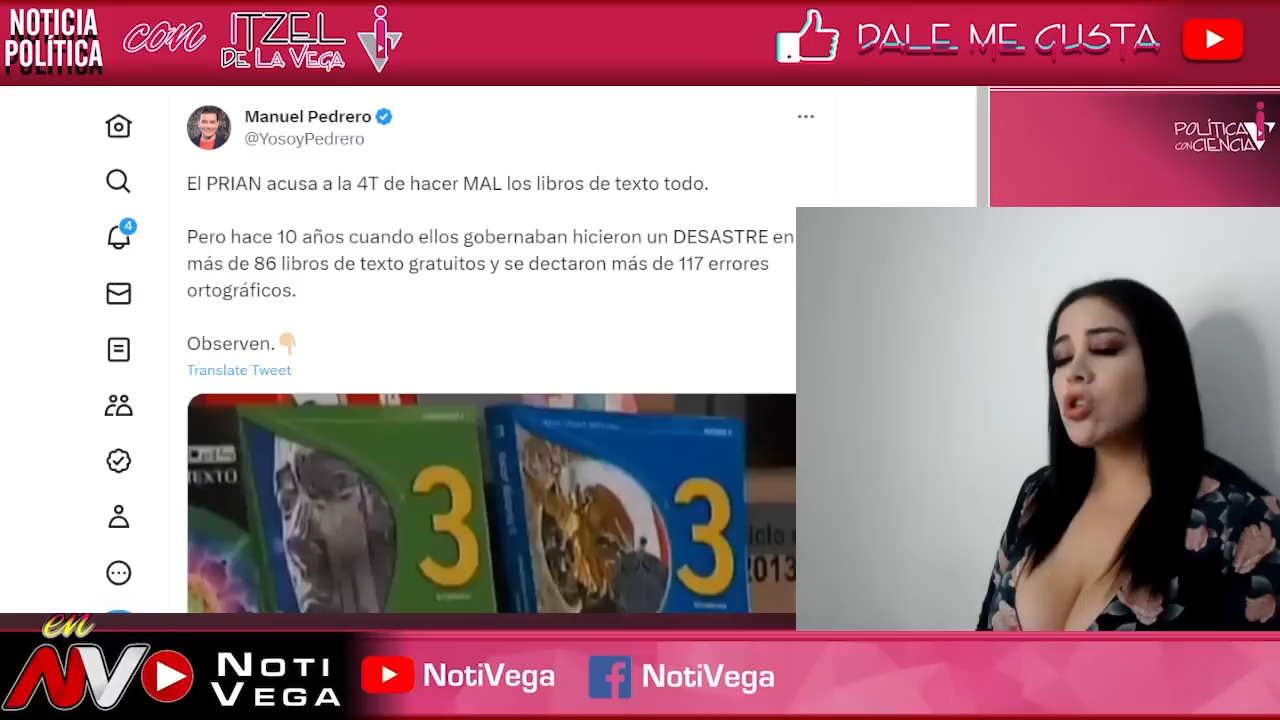 NOTICIA
POLÍTICA
con
ITZEL
DE LA VEGA
DALE ME GUSTA
Manuel Pedrero
@YosoyPedrero
El PRIAN acusa a la 4T de hacer MAL los libros de texto todo.
Pero hace 10 años cuando ellos gobernaban hicieron un DESASTRE en
más de 86 libros de texto gratuitos y se dectaron más de 117 errores
ortográficos.
Observen.
Translate Tweet
4
POLÍTICA
CON CIENCIA
TEXTO
3
3
2013
en
NV
NOTI
VEGA
NotiVega
NotiVega